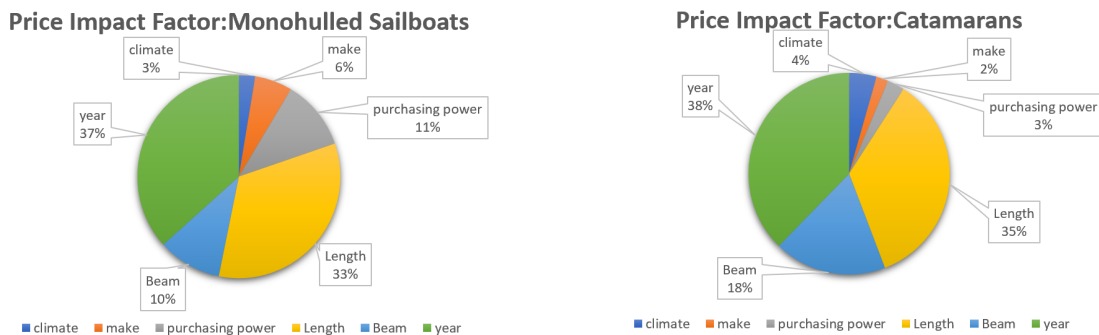 Price Impact Factor:Monohulled Sailboats
climate
3%
make
6%
purchasing power
11%
year
37%
Length
33%
Beam
10%
climate make purchasing power Length Beam year
Price Impact Factor:Catamarans
climate
4%
make
2%
purchasing power
3%
year
38%
Length
35%
Beam
18%
climate make purchasing power Length Beam year